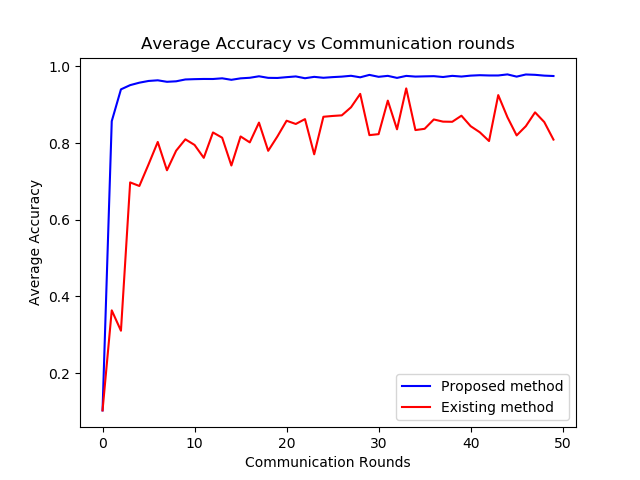 Average Accuracy vs Communication rounds
Average Accuracy
1.0
0.8
0.6
0.4
0.2
0 10 20 30 40 50
Communication Rounds
Proposed method
Existing method